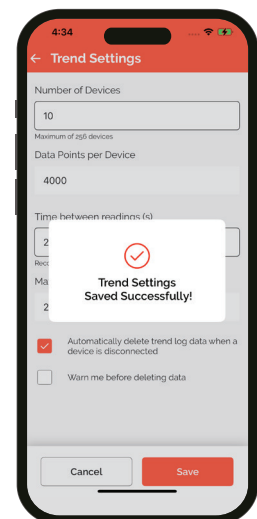 4:34
Trend Settings
Number of Devices
10
Maximum of 256 devices
Data Points per Device
4000
Time between readings (s)
2
Trend Settings
Saved Successfully!
2
Automatically delete trend log data when a
device is disconnected
Warn me before deleting data
Cancel
Save